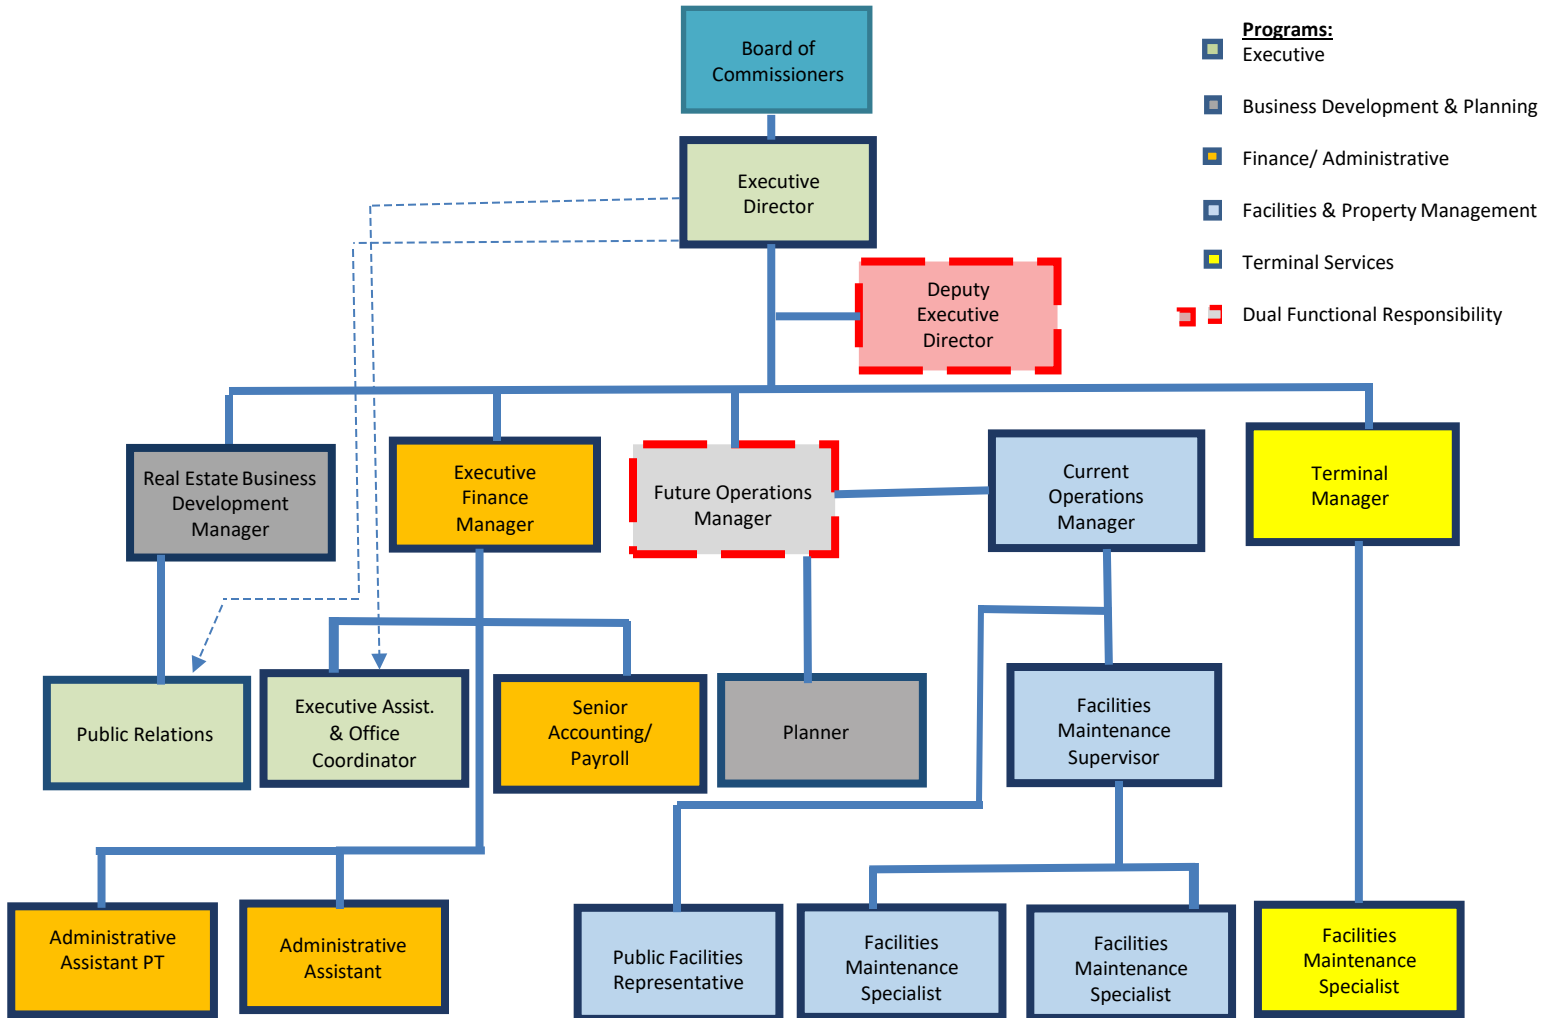 Board of
Commissioners
Programs:
Executive
Business Development & Planning
Finance/ Administrative
Facilities & Property Management
Terminal Services
Dual Functional Responsibility
Executive
Director
Deputy
Executive
Director
Real Estate Business
Development
Manager
Executive
Finance
Manager
Future Operations
Manager
Current
Operations
Manager
Terminal
Manager
Public Relations
Executive Assist.
& Office
Coordinator
Senior
Accounting/
Payroll
Planner
Facilities
Maintenance
Supervisor
Administrative
Assistant PT
Administrative
Assistant
Public Facilities
Representative
Facilities
Maintenance
Specialist
Facilities
Maintenance
Specialist
Facilities
Maintenance
Specialist